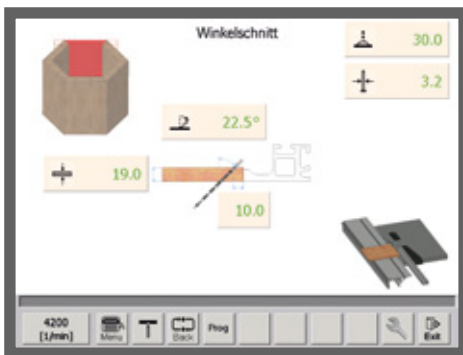 Winkelschnitt
30.0
3.2
22.5°
19.0
10.0
4200
[1/min]
Menu
Back
Prog
Exit